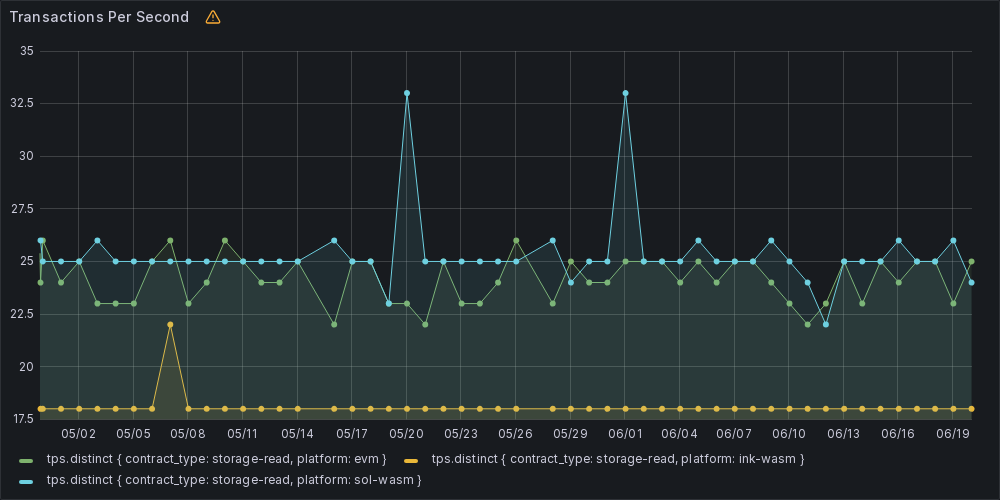 Transactions Per Second
35
32.5
30
27.5
25
22.5
20
17.5
05/02 05/05 05/08 05/11 05/14 05/17 05/20 05/23 05/26 05/29 06/01 06/04 06/07 06/10 06/13 06/16 06/19
tps.distinct { contract_type: storage-read, platform: evm } tps.distinct { contract_type: storage-read, platform: ink-wasm }
tps.distinct { contract_type: storage-read, platform: sol-wasm }